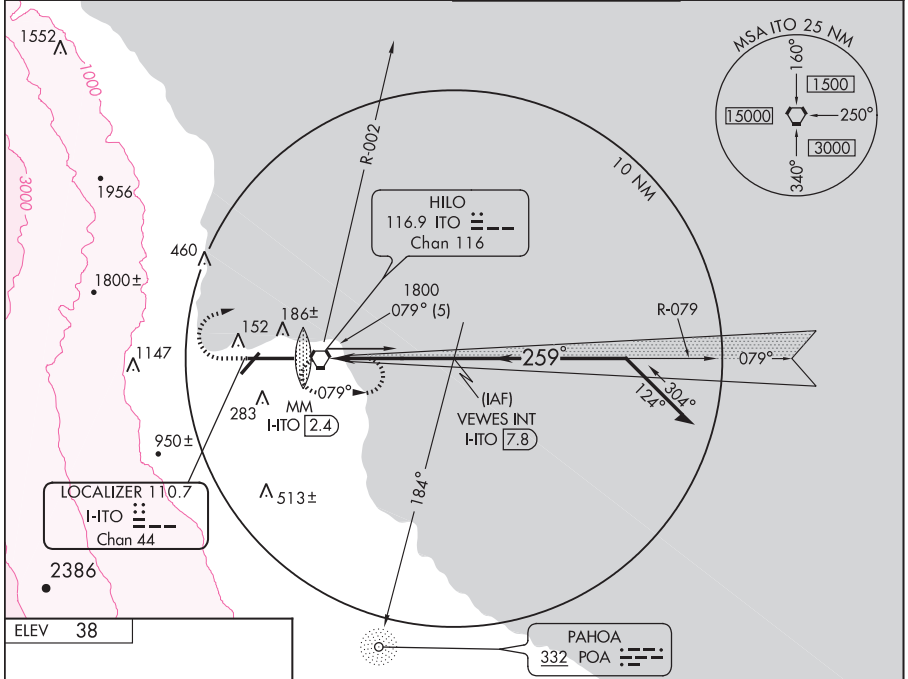 1552
1000
MSA ITO 25 NM
160°
1500
15000
250°
3000
340°
R-002
10 NM
3000
1956
HILO
116.9 ITO
Chan 116
460
1800±
1800
079° (5)
186±
152
R-079
1147
259°
079°
079°
304°
124°
283
MM
I-ITO 2.4
(IAF)
VEWES INT
I-ITO 7.8
950±
184°
LOCALIZER 110.7
I-ITO
Chan 44
513±
2386
ELEV 38
PAHOA
332 POA